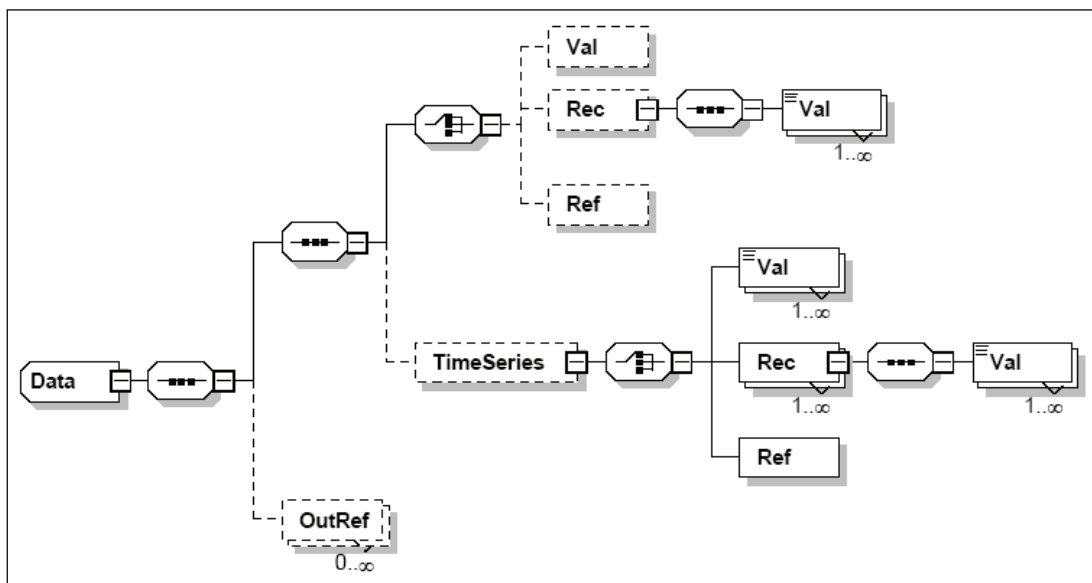 Val
Rec
Val
1..∞
Ref
Val
1..∞
Data
TimeSeries
Rec
Val
1..∞
1..∞
Ref
OutRef
0..∞